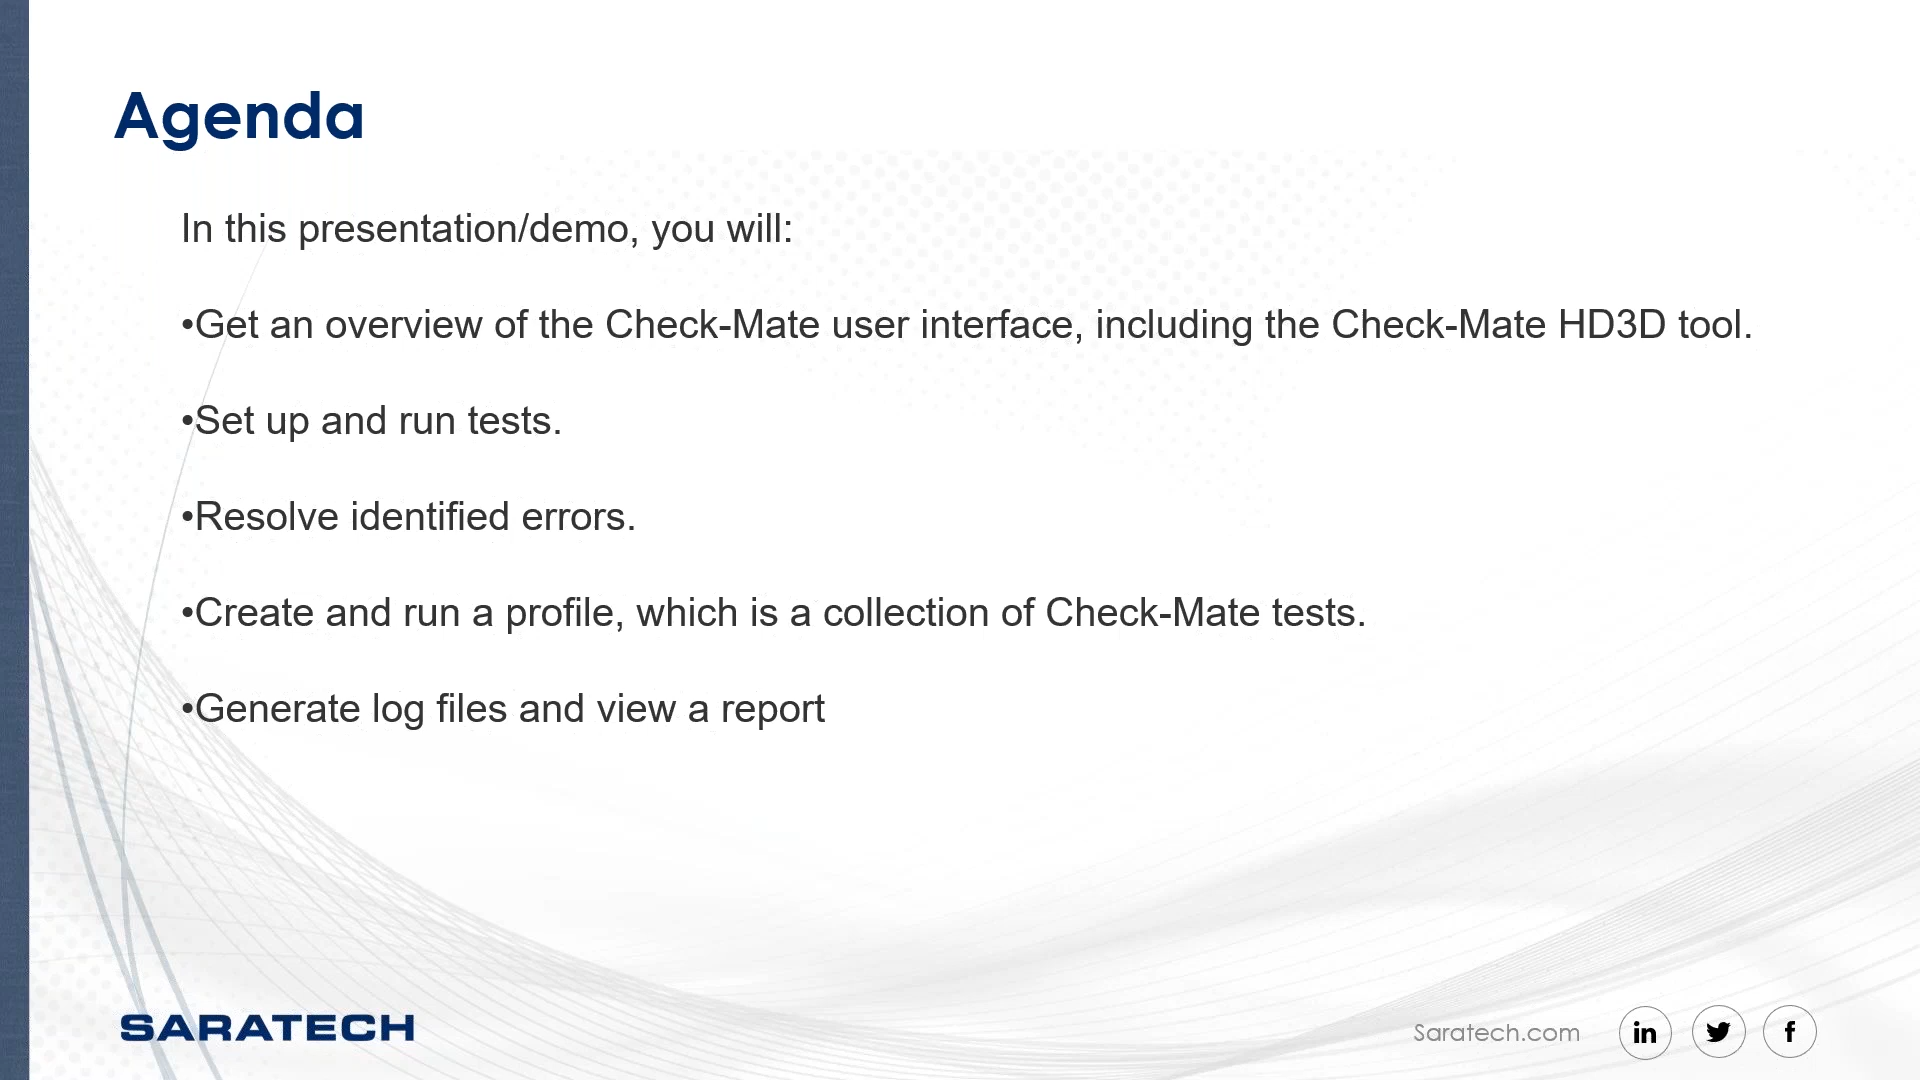 Agenda
In this presentation/demo, you will:
•Get an overview of the Check-Mate user interface, including the Check-Mate HD3D tool.
•Set up and run tests.
•Resolve identified errors.
•Create and run a profile, which is a collection of Check-Mate tests.
•Generate log files and view a report
SARATECH
Saratech.com
in
f